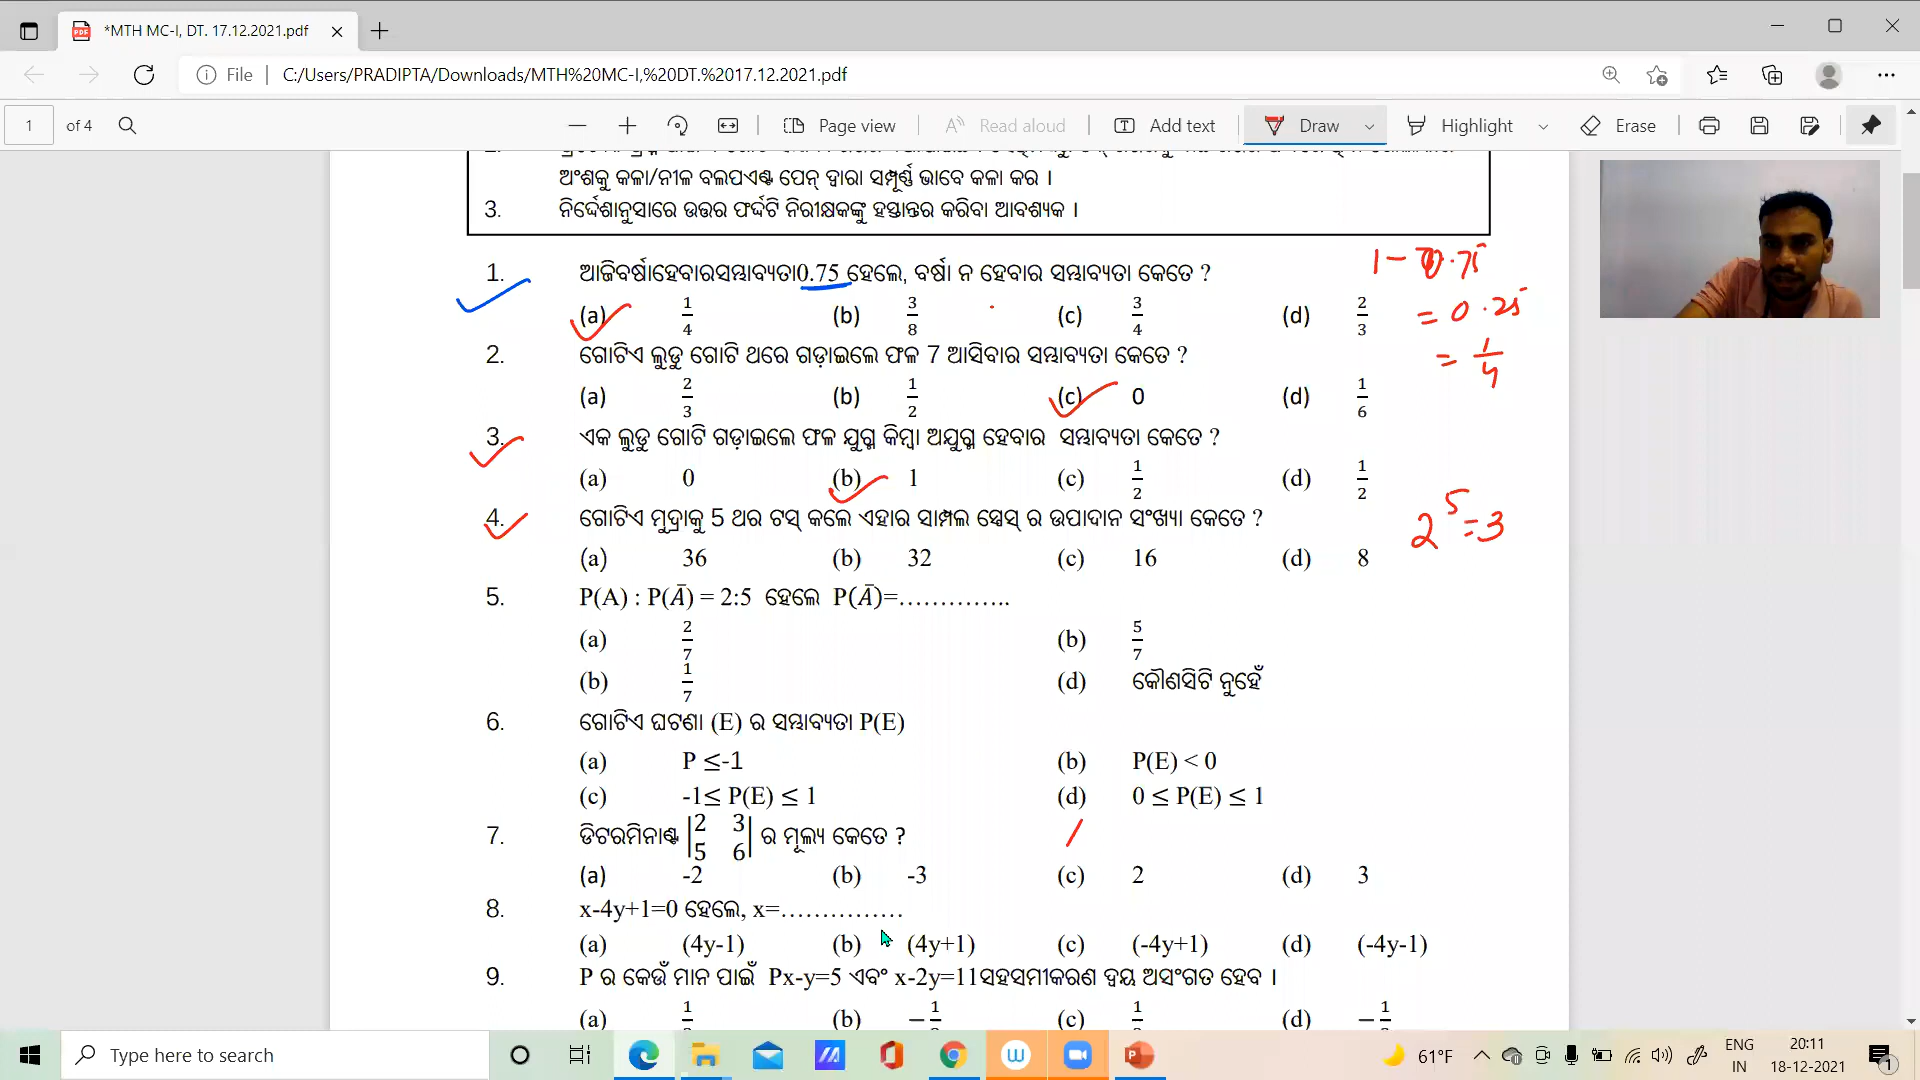 *MTH MC-I, DT. 17.12.2021.pdf
File C:/Users/PRADIPTA/Downloads/MTH%20MC-I,%20DT.%2017.12.2021.pdf
1 of 4 Page view Read aloud Add text Draw Highlight Erase
ଅଂଶକୁ କଳା/ନୀଳ ବଲପଏଣ୍ଟ ପେନ୍ ଦ୍ୱାରା ସମ୍ପୂର୍ଣ୍ଣ ଭାବେ କଳା କର ।
3. ନିର୍ଦ୍ଦେଶାନୁସାରେ ଉତ୍ତର ଫର୍ଦ୍ଦଟି ନିରୀକ୍ଷକଙ୍କୁ ହସ୍ତାନ୍ତର କରିବା ଆବଶ୍ୟକ ।
1. ଆଜିବର୍ଷାହେବାରସମ୍ଭାବ୍ୟତା0.75 ହେଲେ, ବର୍ଷା ନ ହେବାର ସମ୍ଭାବ୍ୟତା କେତେ ?
(a) 1/4 (b) 3/8 (c) 3/4 (d) 2/3
1 - 0.75
= 0.25
= 1/4
2. ଗୋଟିଏ ଲୁଡୁ ଗୋଟି ଥରେ ଗଡ଼ାଇଲେ ଫଳ 7 ଆସିବାର ସମ୍ଭାବ୍ୟତା କେତେ ?
(a) 2/3 (b) 1/2 (c) 0 (d) 1/6
3. ଏକ ଲୁଡୁ ଗୋଟି ଗଡ଼ାଇଲେ ଫଳ ଯୁଗ୍ମ କିମ୍ବା ଅଯୁଗ୍ମ ହେବାର ସମ୍ଭାବ୍ୟତା କେତେ ?
(a) 0 (b) 1 (c) 1/2 (d) 1/2
4. ଗୋଟିଏ ମୁଦ୍ରାକୁ 5 ଥର ଟସ୍ କଲେ ଏହାର ସାମ୍ପଲ ସ୍ପେସ୍ ର ଉପାଦାନ ସଂଖ୍ୟା କେତେ ?
2⁵=3
(a) 36 (b) 32 (c) 16 (d) 8
5. P(A) : P(Ā) = 2:5 ହେଲେ P(Ā)=…………..
(a) 2/7 (b) 5/7
(b) 1/7 (d) କୌଣସିଟି ନୁହେଁ
6. ଗୋଟିଏ ଘଟଣା (E) ର ସମ୍ଭାବ୍ୟତା P(E)
(a) P ≤-1 (b) P(E) < 0
(c) -1≤ P(E) ≤ 1 (d) 0 ≤ P(E) ≤ 1
7. ଡିଟରମିନାଣ୍ଟ |2 3 5 6| ର ମୂଲ୍ୟ କେତେ ?
(a) -2 (b) -3 (c) 2 (d) 3
8. x-4y+1=0 ହେଲେ, x=……………
(a) (4y-1) (b) (4y+1) (c) (-4y+1) (d) (-4y-1)
9. P ର କେଉଁ ମାନ ପାଇଁ Px-y=5 ଏବଂ x-2y=11ସହସମୀକରଣ ଦ୍ୱୟ ଅସଂଗତ ହେବ ।
(a) (b) (c) (d)
Type here to search
61°F ENG IN 20:11 18-12-2021 1